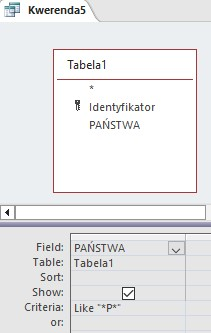 Kwerenda5
Tabela1
*
Identyfikator
PAŃSTWA
Field: PAŃSTWA
Table: Tabela1
Sort:
Show:
Criteria: Like "*P*"
or: